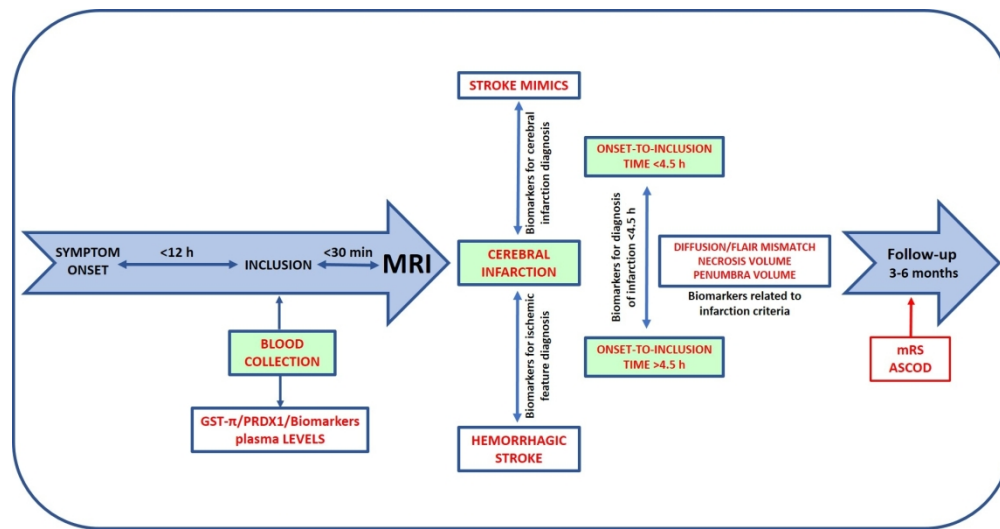 STROKE MIMICS
Biomarkers for cerebral
infarction diagnosis
ONSET-TO-INCLUSION
TIME <4.5 h
SYMPTOM
ONSET
<12 h
INCLUSION
<30 min
MRI
CEREBRAL
INFARCTION
Biomarkers for diagnosis
of infarction <4.5 h
DIFFUSION/FLAIR MISMATCH
NECROSIS VOLUME
PENUMBRA VOLUME
Biomarkers related to
infarction criteria
Follow-up
3-6 months
BLOOD
COLLECTION
GST-π/PRDX1/Biomarkers
plasma LEVELS
Biomarkers for ischemic
feature diagnosis
ONSET-TO-INCLUSION
TIME >4.5 h
mRS
ASCOD
HEMORRHAGIC
STROKE